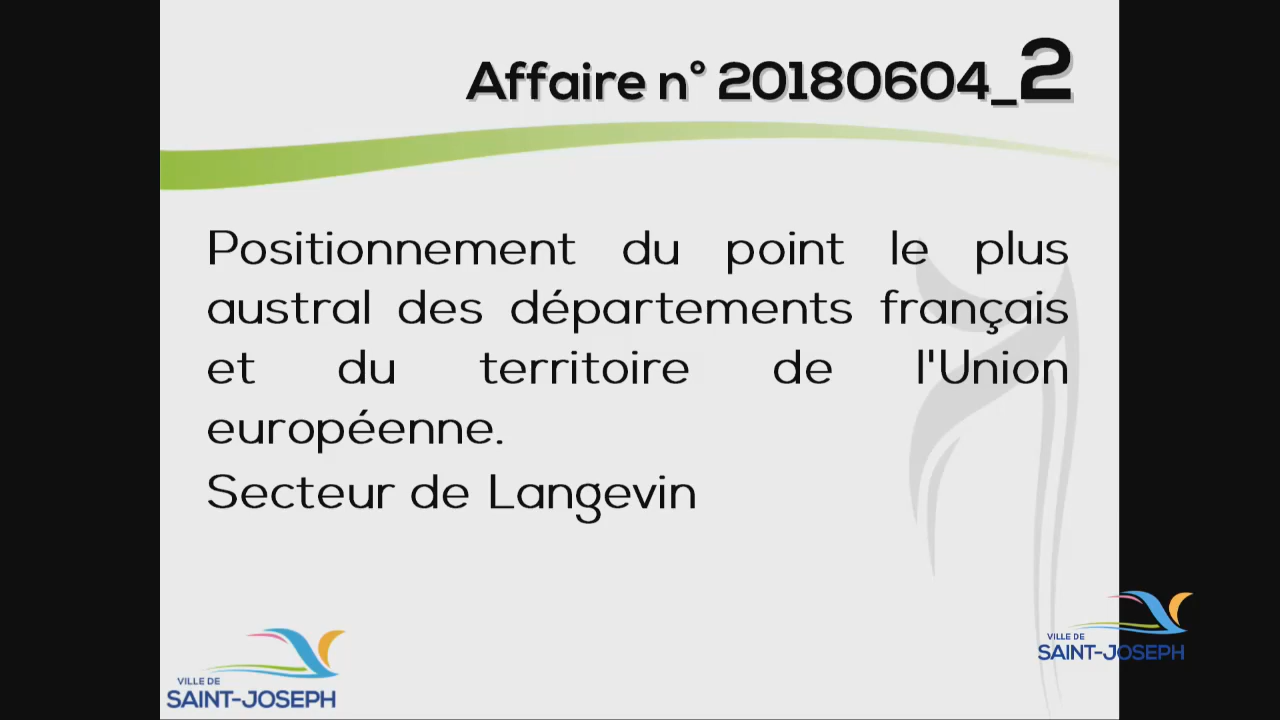 Affaire n° 20180604_2
Positionnement du point le plus
austral des départements français
et du territoire de l'Union
européenne.
Secteur de Langevin
VILLE DE
SAINT-JOSEPH
VILLE DE
SAINT-JOSEPH